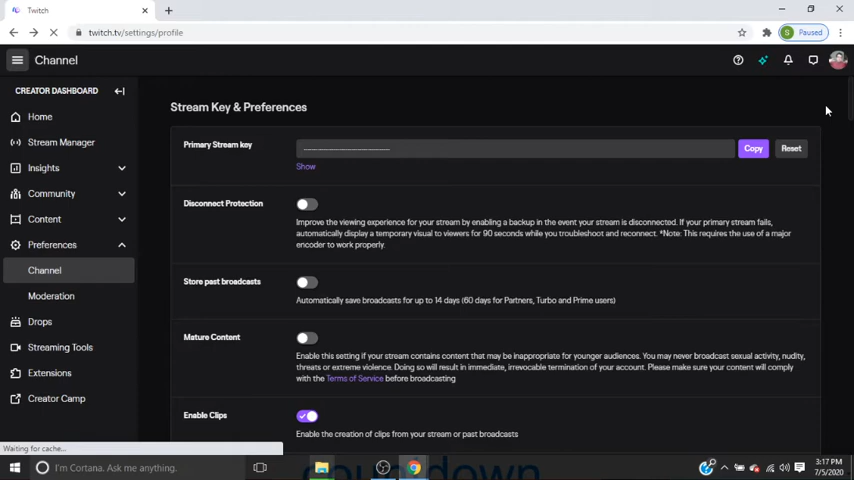 Twitch
twitch.tv/settings/profile
S Paused
Channel
CREATOR DASHBOARD
Home
Stream Manager
Insights
Community
Content
Preferences
Channel
Moderation
Drops
Streaming Tools
Extensions
Creator Camp
Stream Key & Preferences
Primary Stream key
Copy
Reset
Show
Disconnect Protection
Improve the viewing experience for your stream by enabling a backup in the event your stream is disconnected. If your primary stream fails,
automatically display a temporary visual to viewers for 90 seconds while you troubleshoot and reconnect. *Note: This requires the use of a major
encoder to work properly.
Store past broadcasts
Automatically save broadcasts for up to 14 days (60 days for Partners, Turbo and Prime users)
Mature Content
Enable this setting if your stream contains content that may be inappropriate for younger audiences. You may never broadcast sexual activity, nudity,
threats or extreme violence. Doing so will result in immediate, irrevocable termination of your account. Please make sure your content will comply
with the Terms of Service before broadcasting
Enable Clips
Enable the creation of clips from your stream or past broadcasts
Waiting for cache...
I'm Cortana. Ask me anything.
countdown
3:17 PM
7/5/2020